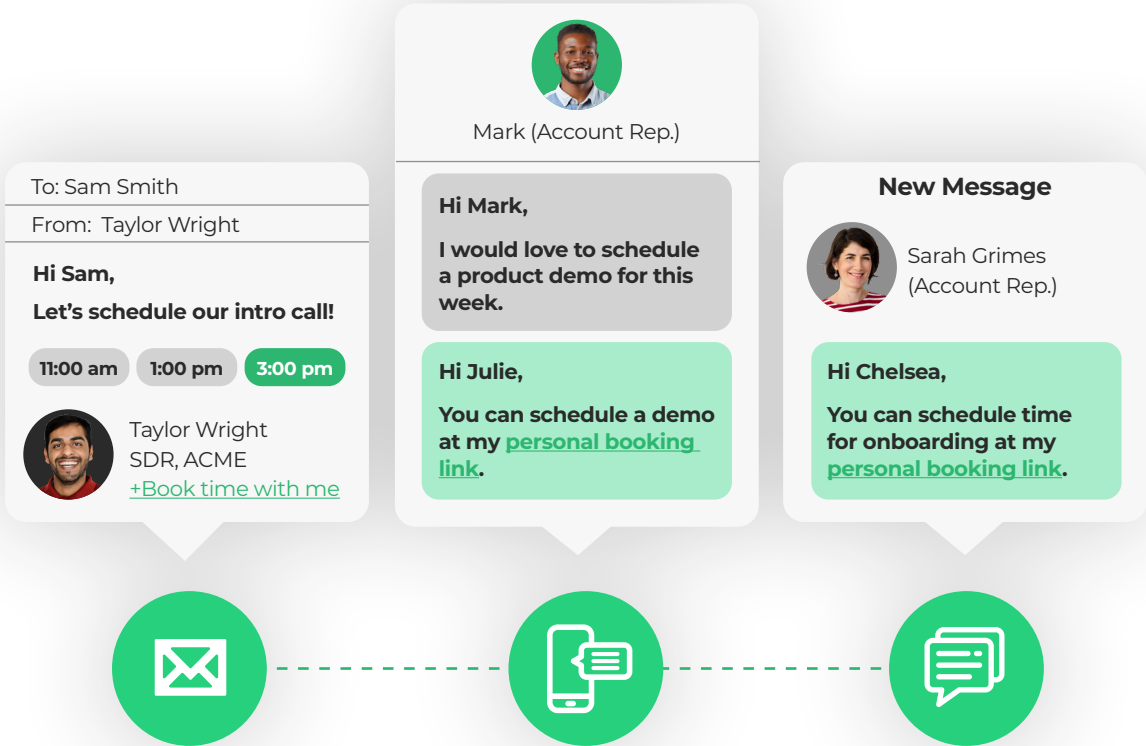 To: Sam Smith
From: Taylor Wright
Hi Sam,
Let’s schedule our intro call!
11:00 am 1:00 pm 3:00 pm
Taylor Wright
SDR, ACME
+Book time with me
Mark (Account Rep.)
Hi Mark,
I would love to schedule
a product demo for this
week.
Hi Julie,
You can schedule a demo
at my personal booking
link.
New Message
Sarah Grimes
(Account Rep.)
Hi Chelsea,
You can schedule time
for onboarding at my
personal booking link.